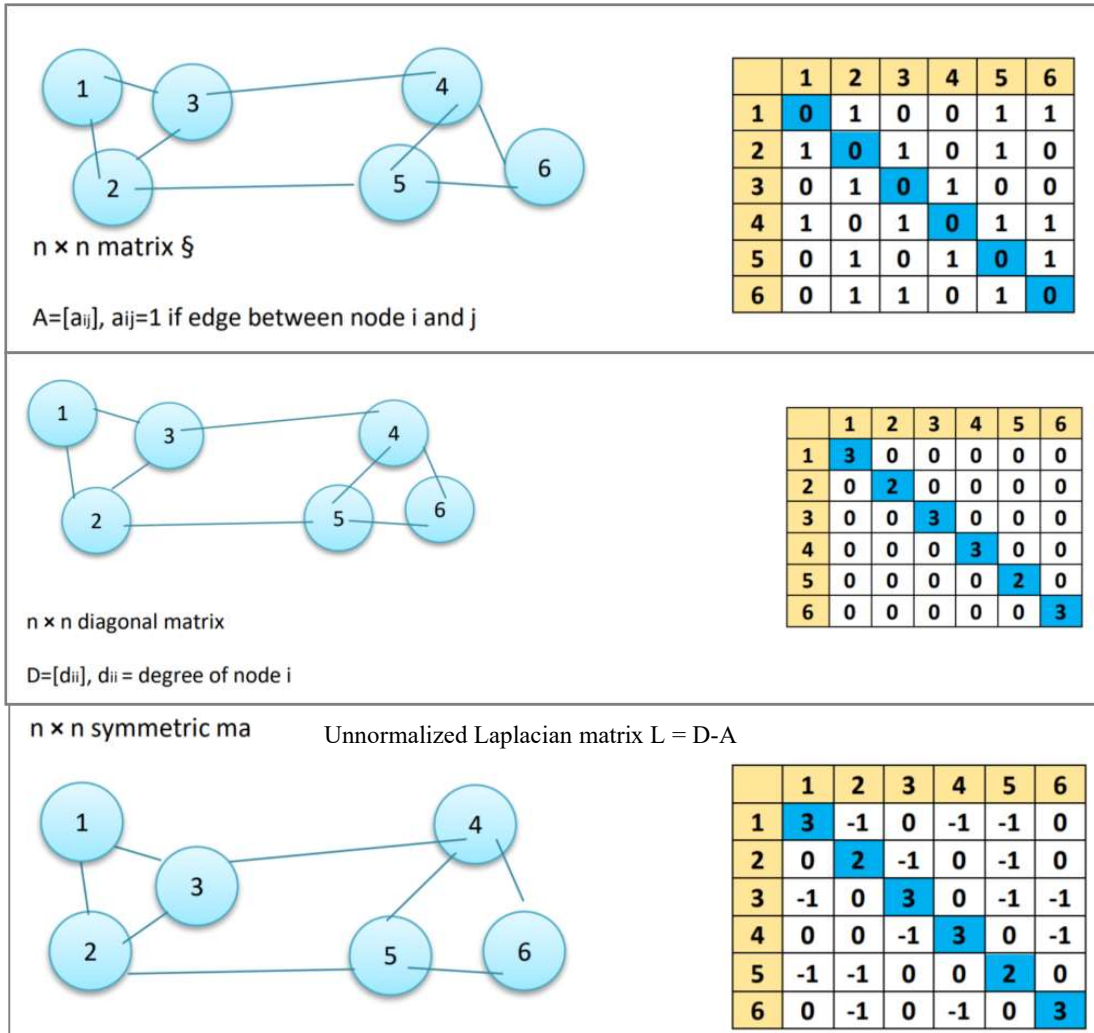 1
3
4
2
5
6
n × n matrix §
A=[aij], aij=1 if edge between node i and j
1 2 3 4 5 6
1 0 1 0 0 1 1
2 1 0 1 0 1 0
3 0 1 0 1 0 0
4 1 0 1 0 1 1
5 0 1 0 1 0 1
6 0 1 1 0 1 0
1
3
4
2
5
6
n × n diagonal matrix
D=[dii], dii = degree of node i
1 2 3 4 5 6
1 3 0 0 0 0 0
2 0 2 0 0 0 0
3 0 0 3 0 0 0
4 0 0 0 3 0 0
5 0 0 0 0 2 0
6 0 0 0 0 0 3
n × n symmetric ma
Unnormalized Laplacian matrix L = D-A
1
4
3
2
5
6
1 2 3 4 5 6
1 3 -1 0 -1 -1 0
2 0 2 -1 0 -1 0
3 -1 0 3 0 -1 -1
4 0 0 -1 3 0 -1
5 -1 -1 0 0 2 0
6 0 -1 0 -1 0 3